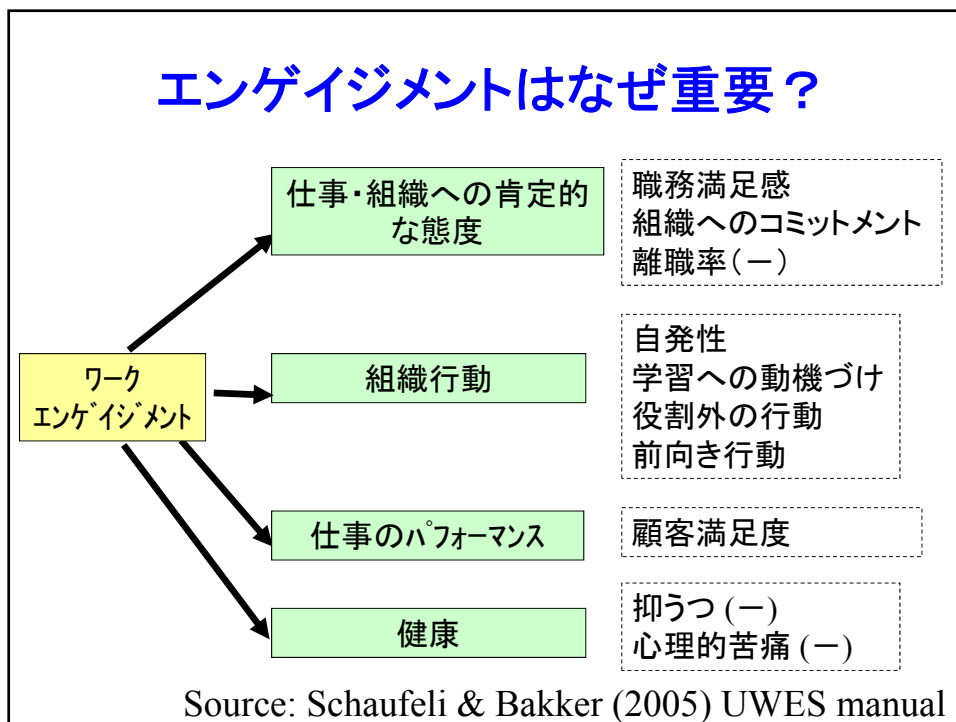 エンゲイジメントはなぜ重要？
仕事・組織への肯定的
な態度
職務満足感
組織へのコミットメント
離職率（－）
ワーク
ｴﾝｹﾞｲｼﾞﾒﾝﾄ
組織行動
自発性
学習への動機づけ
役割外の行動
前向き行動
仕事のﾊﾟﾌｫｰﾏﾝｽ
顧客満足度
健康
抑うつ (－)
心理的苦痛 (－)
Source: Schaufeli & Bakker (2005) UWES manual